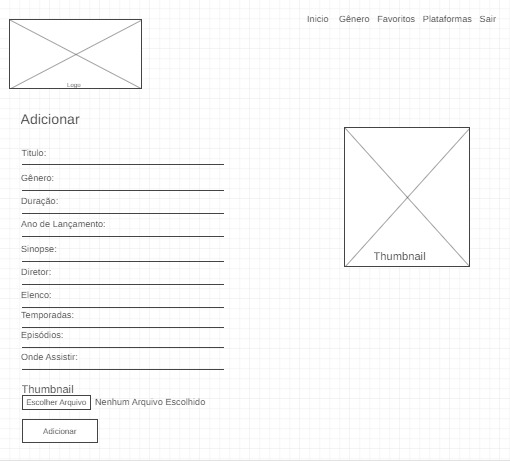 Inicio Gênero Favoritos Plataformas Sair
Logo
Adicionar
Titulo:
Gênero:
Duração:
Ano de Lançamento:
Sinopse:
Diretor:
Elenco:
Temporadas:
Episódios:
Onde Assistir:
Thumbnail
Thumbnail
Escolher Arquivo Nenhum Arquivo Escolhido
Adicionar